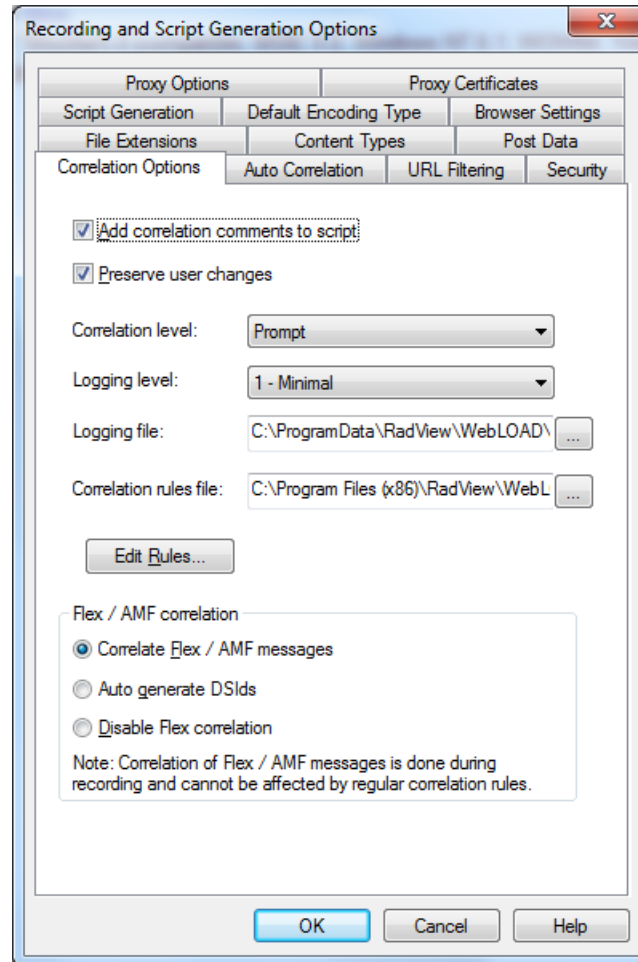 Recording and Script Generation Options
Proxy Options Proxy Certificates
Script Generation Default Encoding Type Browser Settings
File Extensions Content Types Post Data
Correlation Options Auto Correlation URL Filtering Security
Add correlation comments to script
Preserve user changes
Correlation level: Prompt
Logging level: 1 - Minimal
Logging file: C:\ProgramData\RadView\WebLOAD\ ...
Correlation rules file: C:\Program Files (x86)\RadView\WebL ...
Edit Rules...
Flex / AMF correlation
Correlate Flex / AMF messages
Auto generate DSIds
Disable Flex correlation
Note: Correlation of Flex / AMF messages is done during
recording and cannot be affected by regular correlation rules.
OK Cancel Help